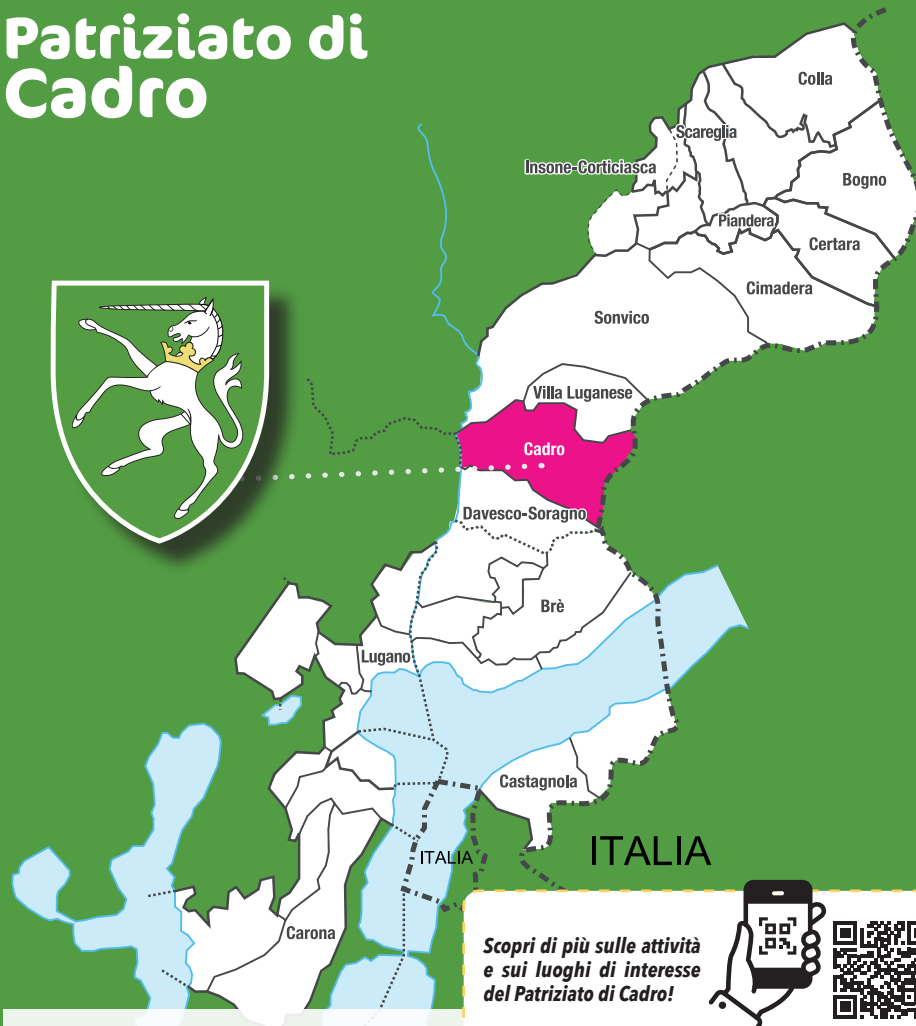 Patriziato di
Cadro
Colla
Scareglia
Insone-Corticiasca
Bogno
Piandera
Certara
Cimadera
Sonvico
Villa Luganese
Cadro
Davesco-Soragno
Brè
Lugano
Castagnola
ITALIA
ITALIA
Carona
Scopri di più sulle attività
e sui luoghi di interesse
del Patriziato di Cadro!